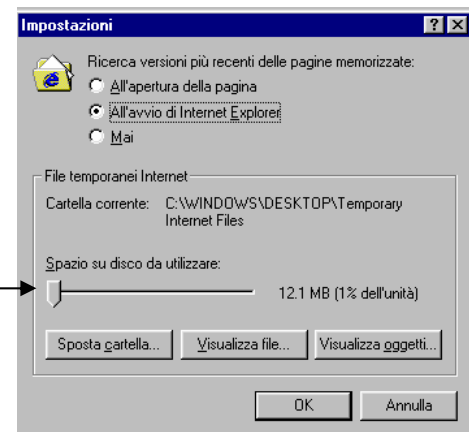 Impostazioni
Ricerca versioni più recenti delle pagine memorizzate:
All'apertura della pagina
All'avvio di Internet Explorer
Mai
File temporanei Internet
Cartella corrente: C:\WINDOWS\DESKTOP\Temporary
Internet Files
Spazio su disco da utilizzare:
12.1 MB (1% dell'unità)
Sposta cartella... Visualizza file... Visualizza oggetti...
OK Annulla